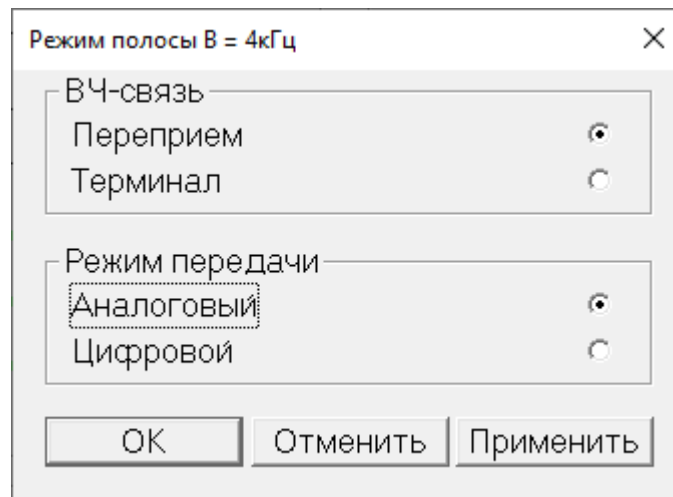 Режим полосы В = 4кГц
ВЧ-связь
Переприем
Терминал
Режим передачи
Аналоговый
Цифровой
OK
Отменить
Применить